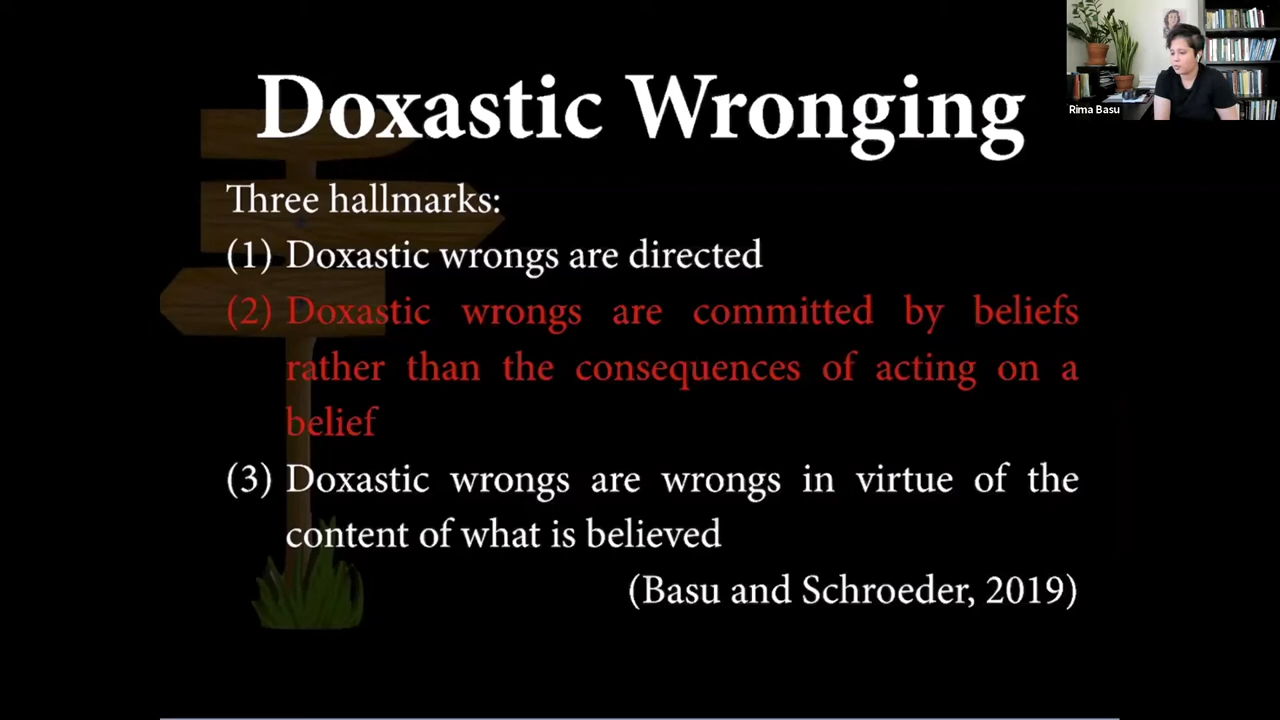 Doxastic Wronging
Rima Basu
Three hallmarks:
(1) Doxastic wrongs are directed
(2) Doxastic wrongs are committed by beliefs
rather than the consequences of acting on a
belief
(3) Doxastic wrongs are wrongs in virtue of the
content of what is believed
(Basu and Schroeder, 2019)